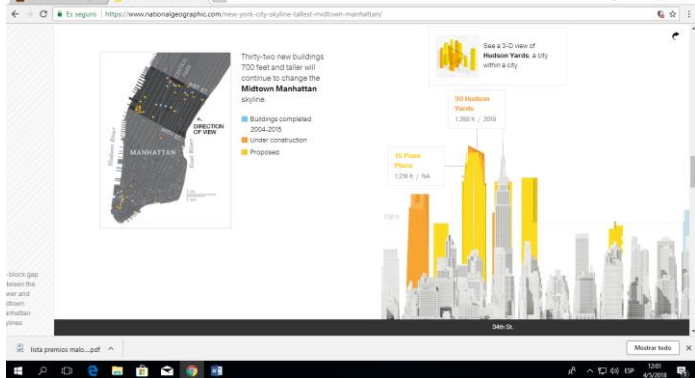 Es seguro | https://www.nationalgeographic.com/new-york-city-skyline-tallest-midtown-manhattan/
Thirty-two new buildings
700 feet and taller will
continue to change the
Midtown Manhattan
skyline.
Buildings completed
2004-2015
Under construction
Proposed
CENTRAL
PARK
DIRECTION
OF VIEW
MANHATTAN
Hudson River
East River
See a 3-D view of
Hudson Yards, a city
within a city.
30 Hudson
Yards
1,268 ft / 2019
15 Penn
Plaza
1,216 ft / NA
700 ft
-block gap
tween the
wer and
idtown
anhattan
ylines
34th St.
lista premios malo....pdf
Mostrar todo
ESP
12:01
4/5/2018